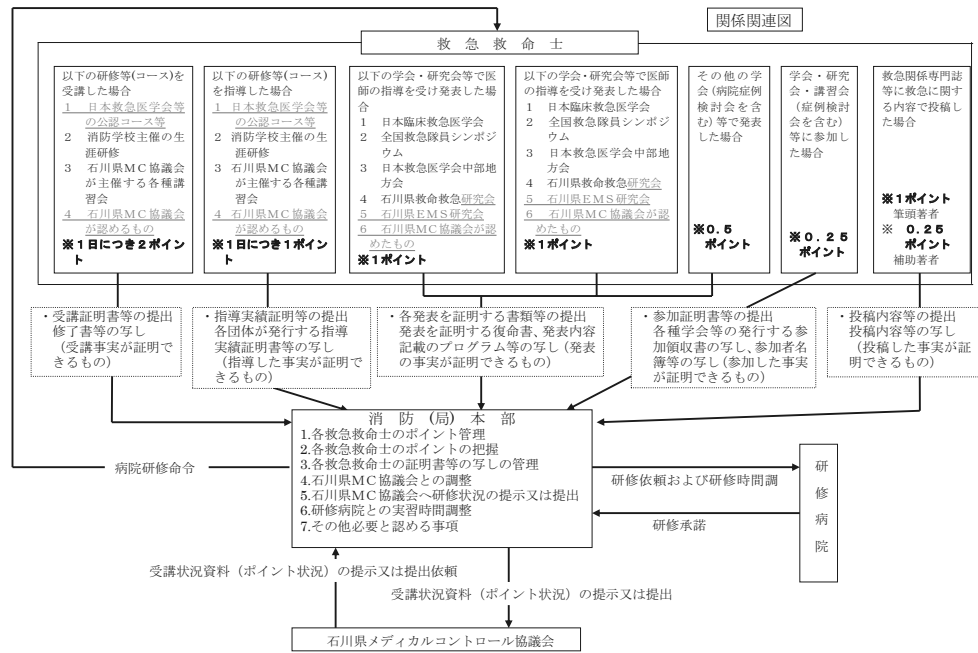 関係関連図
救急救命士
以下の研修等(コース)を
受講した場合
1 日本救急医学会等
の公認コース等
2 消防学校主催の生
涯研修
3 石川県MC協議会
が主催する各種講習
会
4 石川県MC協議会
が認めるもの
※1日につき2ポイン
ト
以下の研修等(コース)
を指導した場合
1 日本救急医学会等
の公認コース等
2 消防学校主催の生
涯研修
3 石川県MC協議会
が主催する各種講
習会
4 石川県MC協議会
が認めるもの
※1日につき1ポイン
ト
以下の学会・研究会等で医
師の指導を受け発表した場
合
1 日本臨床救急医学会
2 全国救急隊員シンポジ
ウム
3 日本救急医学会中部地
方会
4 石川県救命救急研究会
5 石川県EMS研究会
6 石川県MC協議会が認
めたもの
※1ポイント
以下の学会・研究会等で医師
の指導を受け発表した場合
1 日本臨床救急医学会
2 全国救急隊員シンポジ
ウム
3 日本救急医学会中部地
方会
4 石川県救命救急研究会
5 石川県EMS研究会
6 石川県MC協議会が認
めたもの
※1ポイント
その他の学
会(病院症例
検討会を含
む)等で発
表した場合
※0.5
ポイント
学会・研究
会・講習会
(症例検討
会を含む)
等に参加し
た場合
※0.25
ポイント
救急関係専門誌
等に救急に関す
る内容で投稿し
た場合
※1ポイント
筆頭著者
※ 0.25
ポイント
補助著者
・受講証明書等の提出
修了書等の写し
(受講事実が証明で
きるもの)
・指導実績証明等の提出
各団体が発行する指導
実績証明書等の写し
(指導した事実が証明で
きるもの)
・各発表を証明する書類等の提出
発表を証明する復命書、発表内容
記載のプログラム等の写し(発表
の事実が証明できるもの)
・参加証明書等の提出
各種学会等の発行する参
加領収書の写し、参加者名
簿等の写し(参加した事実
が証明できるもの)
・投稿内容等の提出
投稿内容等の写し
(投稿した事実が証
明できるもの)
消防(局)本部
1.各救急救命士のポイント管理
2.各救急救命士のポイントの把握
3.各救急救命士の証明書等の写しの管理
4.石川県MC協議会との調整
5.石川県MC協議会へ研修状況の提示又は提出
6.研修病院との実習時間調整
7.その他必要と認める事項
病院研修命令
研修依頼および研修時間調
研修承諾
研修病院
受講状況資料(ポイント状況)の提示又は提出依頼
受講状況資料(ポイント状況)の提示又は提出
石川県メディカルコントロール協議会